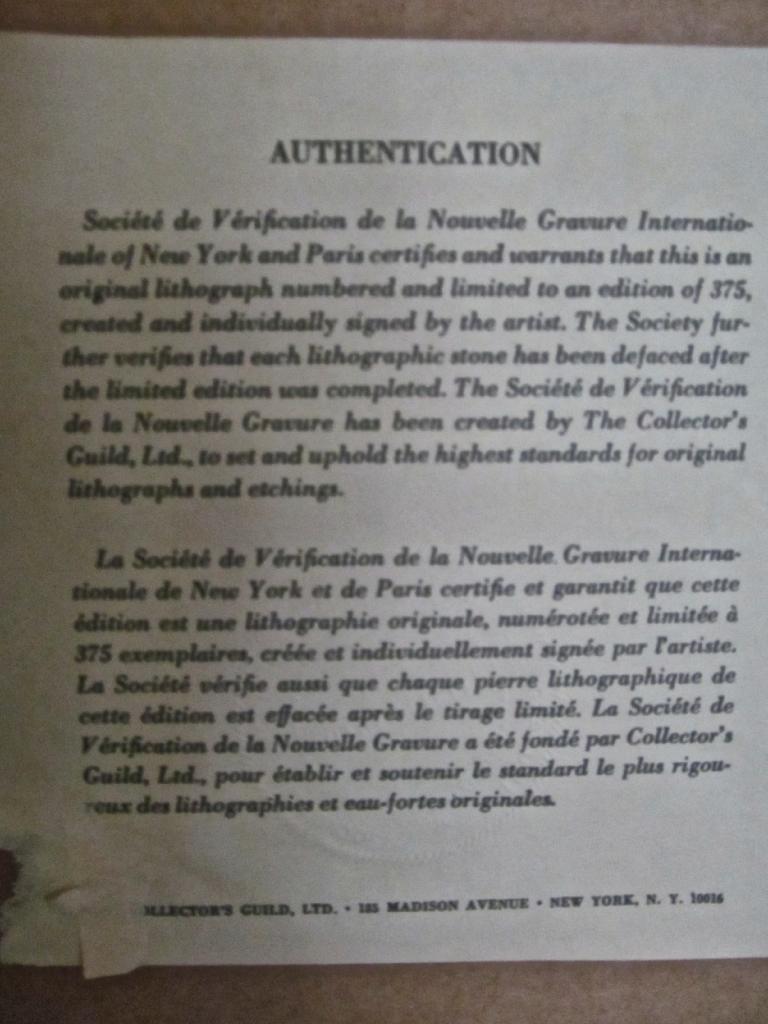 AUTHENTICATION
Société de Vérification de la Nouvelle Gravure Internatio-
nale of New York and Paris certifies and warrants that this is an
original lithograph numbered and limited to an edition of 375,
created and individually signed by the artist. The Society fur-
ther verifies that each lithographic stone has been defaced after
the limited edition was completed. The Société de Vérification
de la Nouvelle Gravure has been created by The Collector's
Guild, Ltd., to set and uphold the highest standards for original
lithographs and etchings.
La Société de Vérification de la Nouvelle Gravure Interna-
tionale de New York et de Paris certifie et garantit que cette
édition est une lithographie originale, numérotée et limitée à
375 exemplaires, créée et individuellement signée par l'artiste.
La Société vérifie aussi que chaque pierre lithographique de
cette édition est effacée après le tirage limité. La Société de
Vérification de la Nouvelle Gravure a été fondé par Collector's
Guild, Ltd., pour établir et soutenir le standard le plus rigou-
reux des lithographies et eau-fortes originales.
LLECTOR'S GUILD, LTD. • 185 MADISON AVENUE • NEW YORK, N. Y. 10016